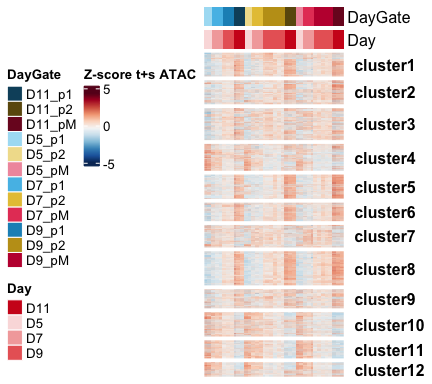 DayGate
Day
DayGate
D11_p1
D11_p2
D11_pM
D5_p1
D5_p2
D5_pM
D7_p1
D7_p2
D7_pM
D9_p1
D9_p2
D9_pM
Day
D11
D5
D7
D9
Z-score t+s ATAC
5
0
-5
cluster1
cluster2
cluster3
cluster4
cluster5
cluster6
cluster7
cluster8
cluster9
cluster10
cluster11
cluster12